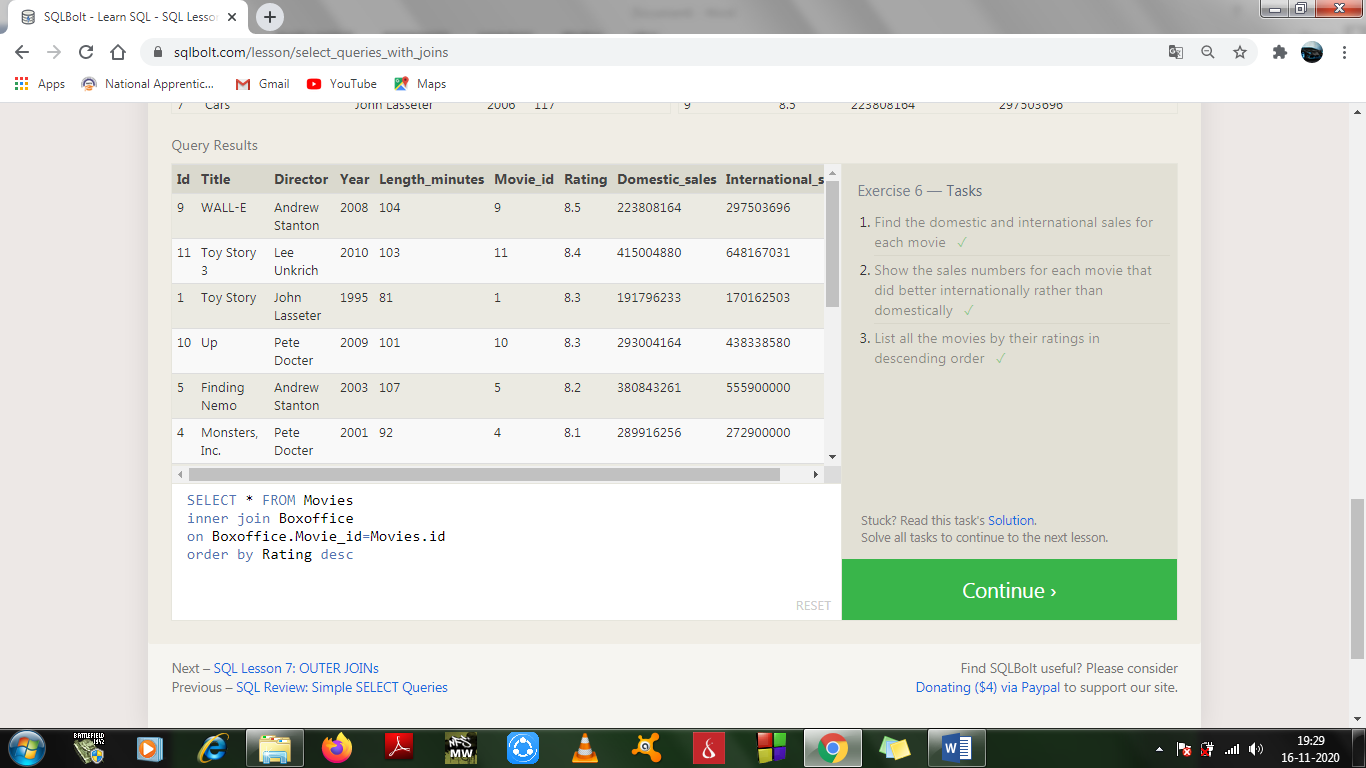 SQLBolt - Learn SQL - SQL Lesson
sqlbolt.com/lesson/select_queries_with_joins
Apps National Apprentic... Gmail YouTube Maps
7 Cars John Lasseter 2006 117 9 8.5 223808164 297503696
Query Results
Id Title Director Year Length_minutes Movie_id Rating Domestic_sales International_s
9 WALL-E Andrew Stanton 2008 104 9 8.5 223808164 297503696
11 Toy Story 3 Lee Unkrich 2010 103 11 8.4 415004880 648167031
1 Toy Story John Lasseter 1995 81 1 8.3 191796233 170162503
10 Up Pete Docter 2009 101 10 8.3 293004164 438338580
5 Finding Nemo Andrew Stanton 2003 107 5 8.2 380843261 555900000
4 Monsters, Inc. Pete Docter 2001 92 4 8.1 289916256 272900000
SELECT * FROM Movies
inner join Boxoffice
on Boxoffice.Movie_id=Movies.id
order by Rating desc
RESET
Exercise 6 — Tasks
1. Find the domestic and international sales for
each movie ✓
2. Show the sales numbers for each movie that
did better internationally rather than
domestically ✓
3. List all the movies by their ratings in
descending order ✓
Stuck? Read this task's Solution.
Solve all tasks to continue to the next lesson.
Continue ›
Next – SQL Lesson 7: OUTER JOINs
Previous – SQL Review: Simple SELECT Queries
Find SQLBolt useful? Please consider
Donating ($4) via Paypal to support our site.
BATTLEFIELD
1942
NFS
MW
19:29
16-11-2020